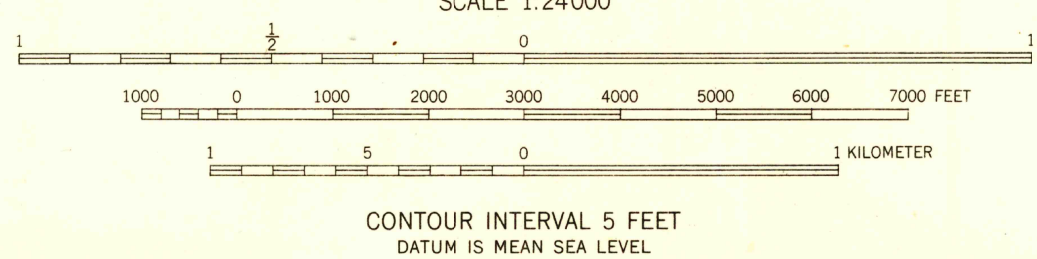 SCALE 1:24000
1 1/2 0 1
1000 0 1000 2000 3000 4000 5000 6000 7000 FEET
1 5 0 1 KILOMETER
CONTOUR INTERVAL 5 FEET
DATUM IS MEAN SEA LEVEL